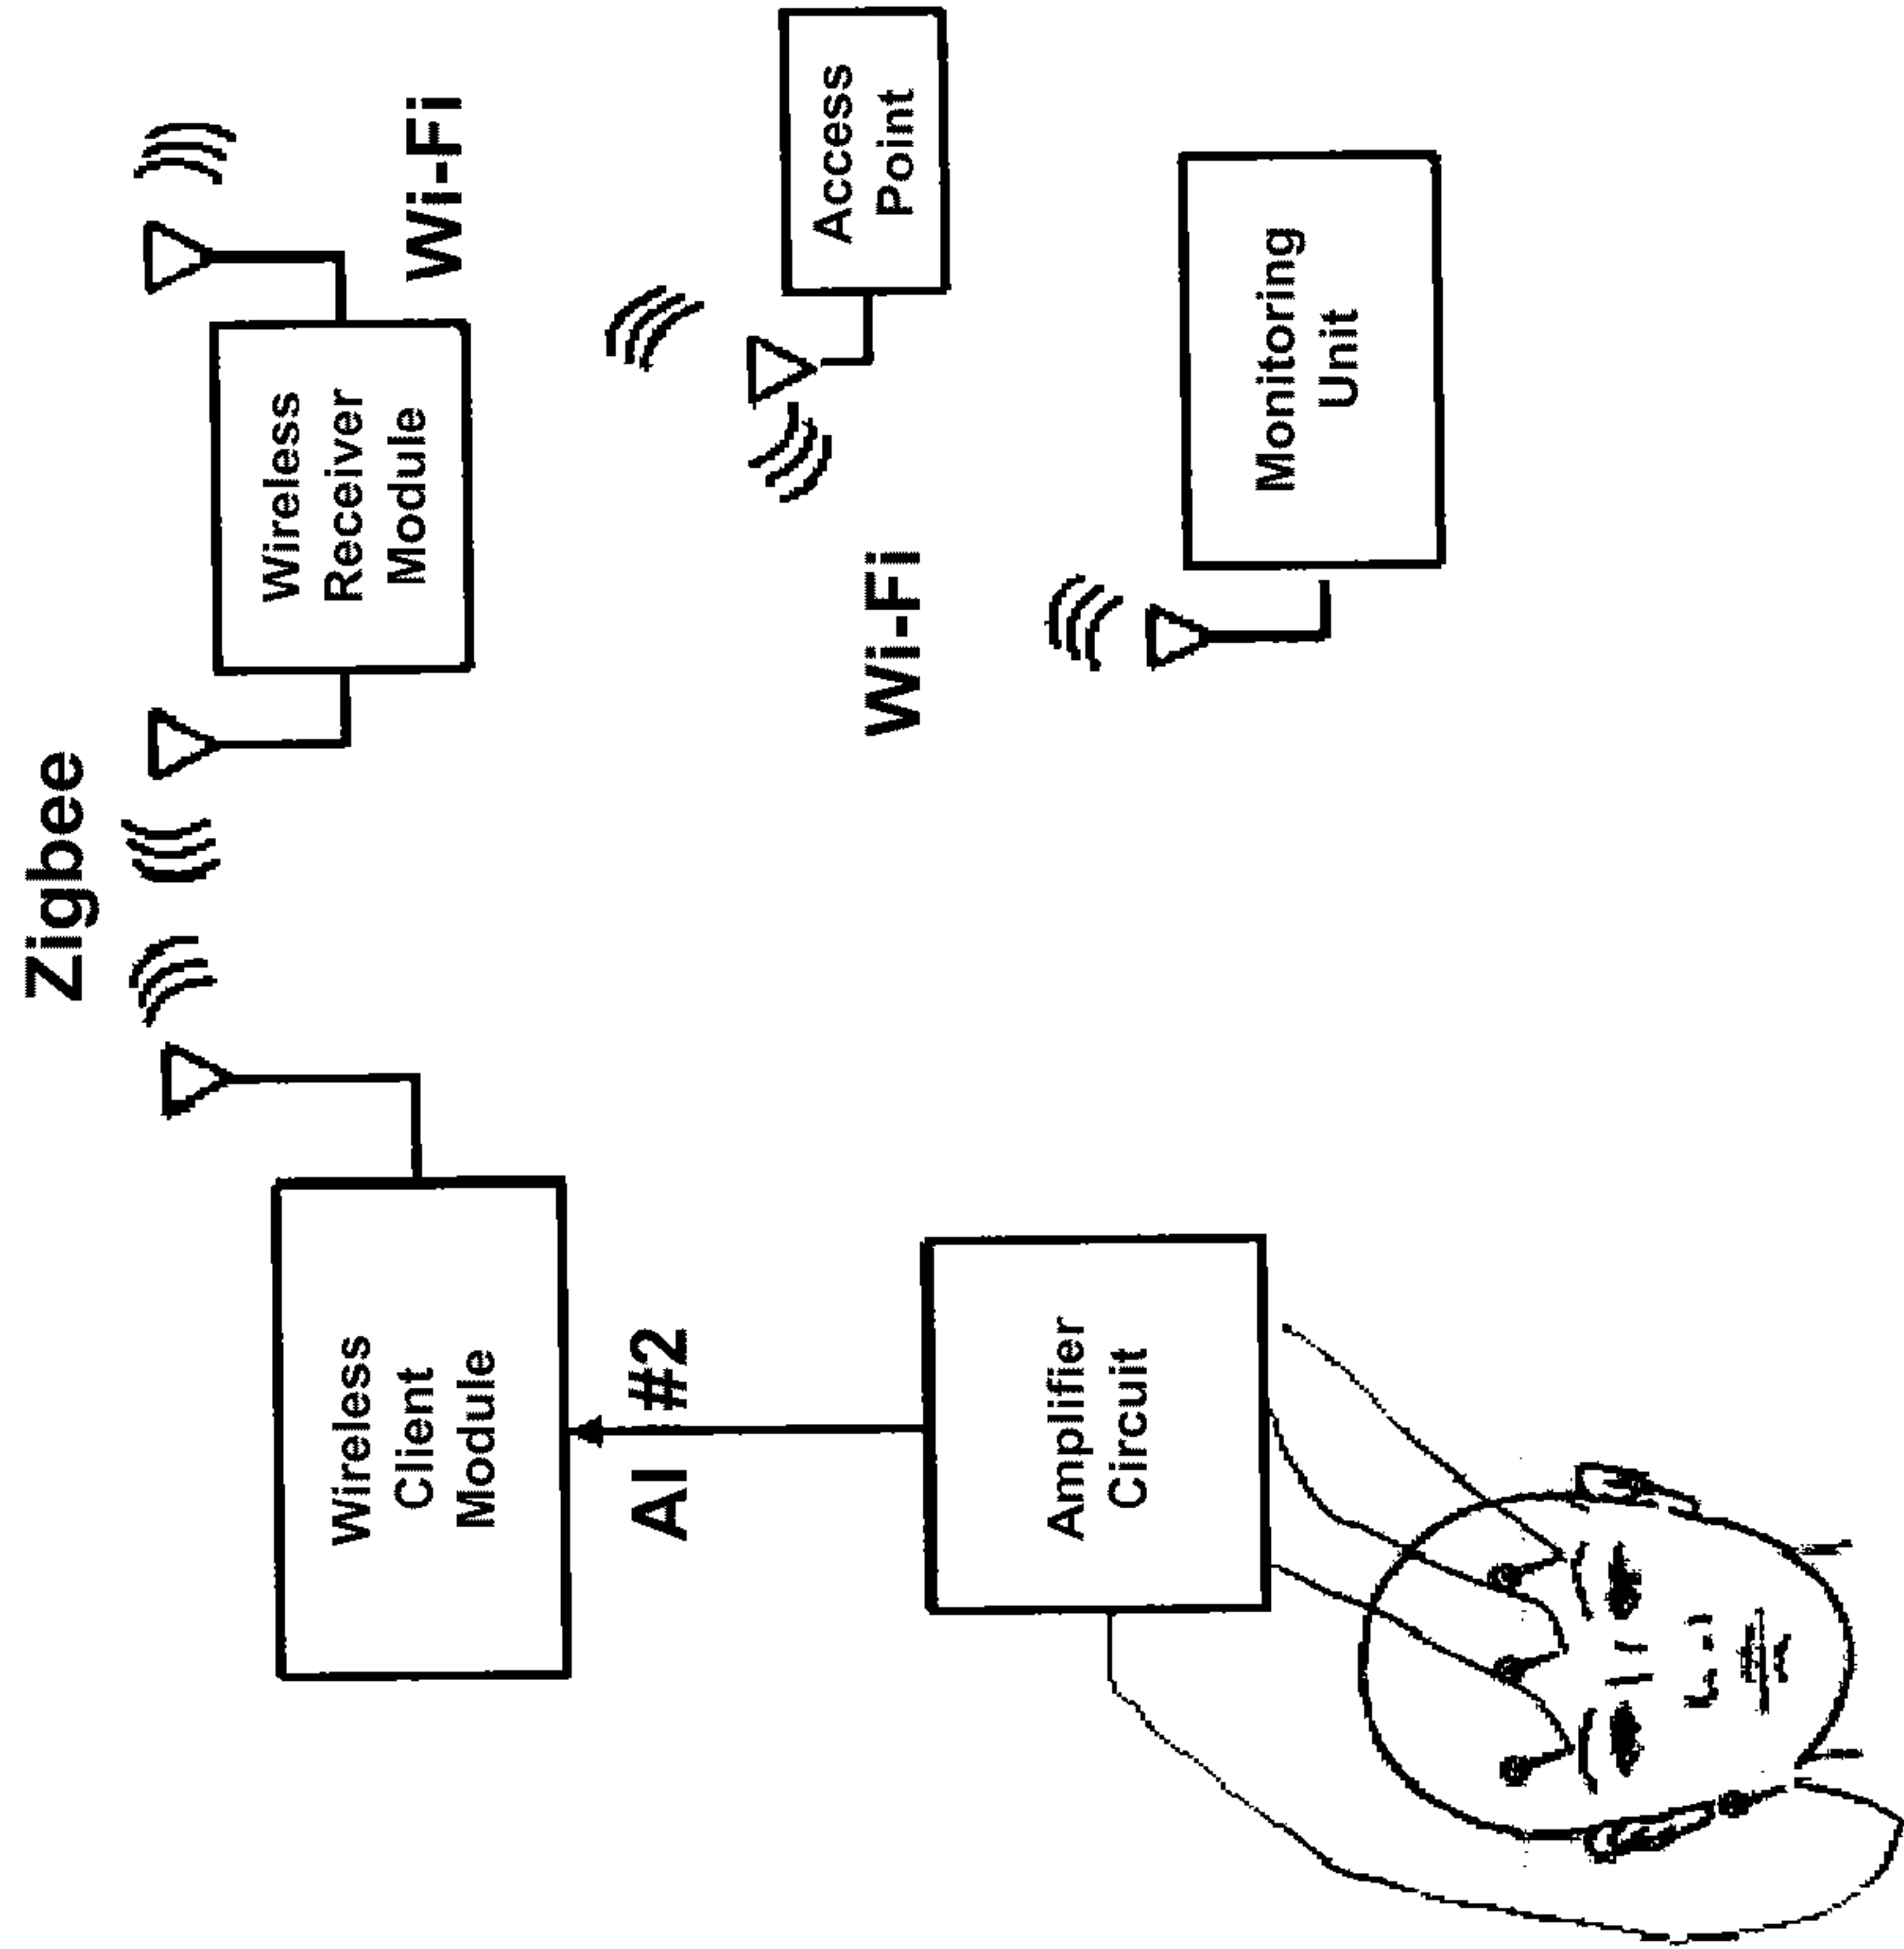 Zigbee
Wireless
Client
Module
Wireless
Receiver
Module
Wi-Fi
AI #2
Wi-Fi
Access
Point
Amplifier
Circuit
Monitoring
Unit